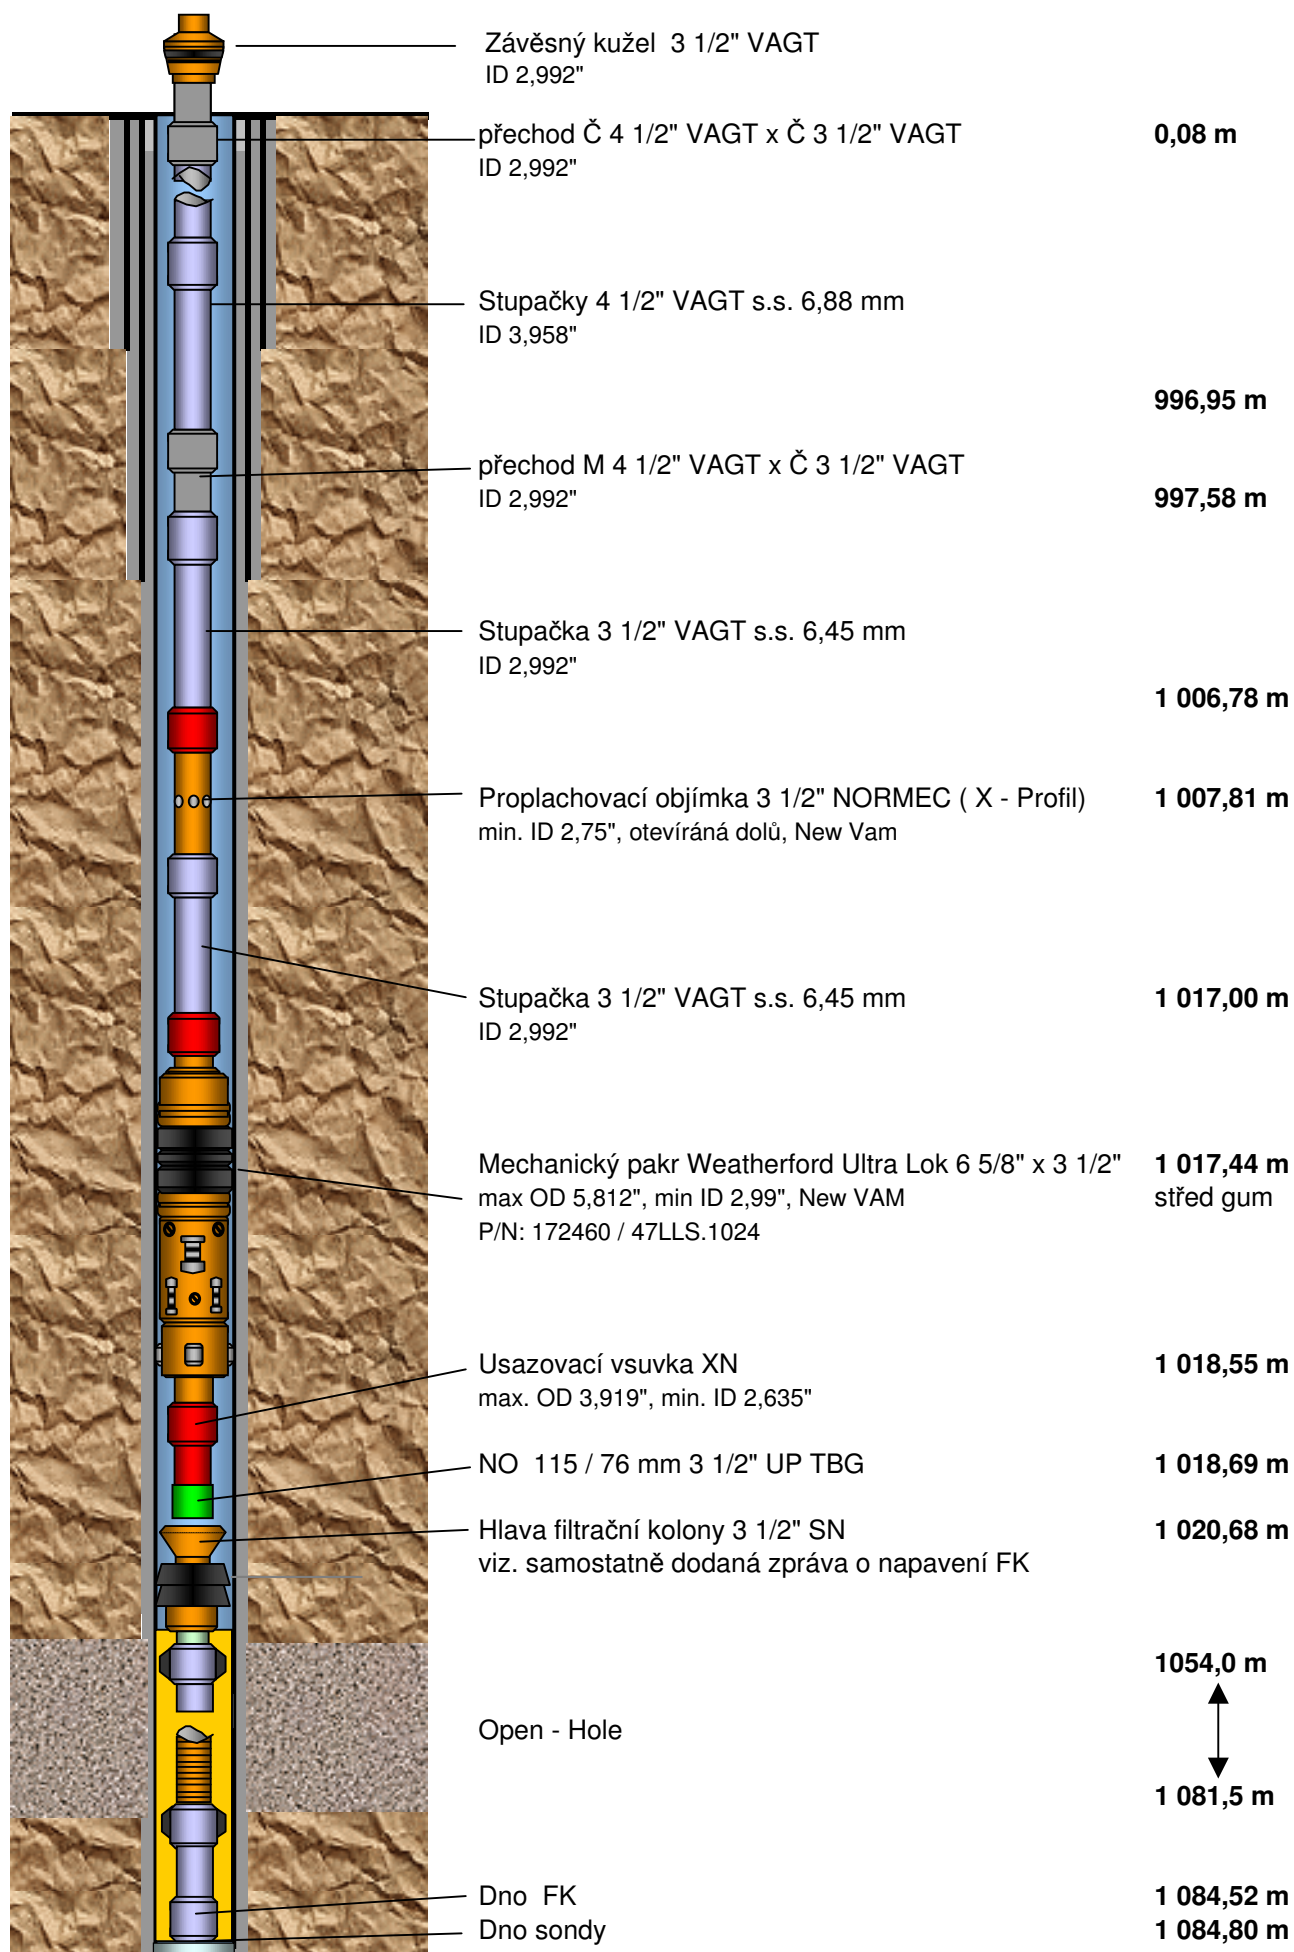 Závěsný kužel  3 1/2" VAGT
ID 2,992"
přechod Č 4 1/2" VAGT x Č 3 1/2" VAGT 0,08 m
ID 2,992"
Stupačky 4 1/2" VAGT s.s. 6,88 mm
ID 3,958"
996,95 m
přechod M 4 1/2" VAGT x Č 3 1/2" VAGT
ID 2,992" 997,58 m
Stupačka 3 1/2" VAGT s.s. 6,45 mm
ID 2,992"
1 006,78 m
Proplachovací objímka 3 1/2" NORMEC ( X - Profil) 1 007,81 m
min. ID 2,75", otevíráná dolů, New Vam
Stupačka 3 1/2" VAGT s.s. 6,45 mm 1 017,00 m
ID 2,992"
Mechanický pakr Weatherford Ultra Lok 6 5/8" x 3 1/2" 1 017,44 m
max OD 5,812", min ID 2,99", New VAM střed gum
P/N: 172460 / 47LLS.1024
Usazovací vsuvka XN 1 018,55 m
max. OD 3,919", min. ID 2,635"
NO  115 / 76 mm 3 1/2" UP TBG 1 018,69 m
Hlava filtrační kolony 3 1/2" SN 1 020,68 m
viz. samostatně dodaná zpráva o napavení FK
1054,0 m
Open - Hole
1 081,5 m
Dno  FK 1 084,52 m
Dno sondy 1 084,80 m